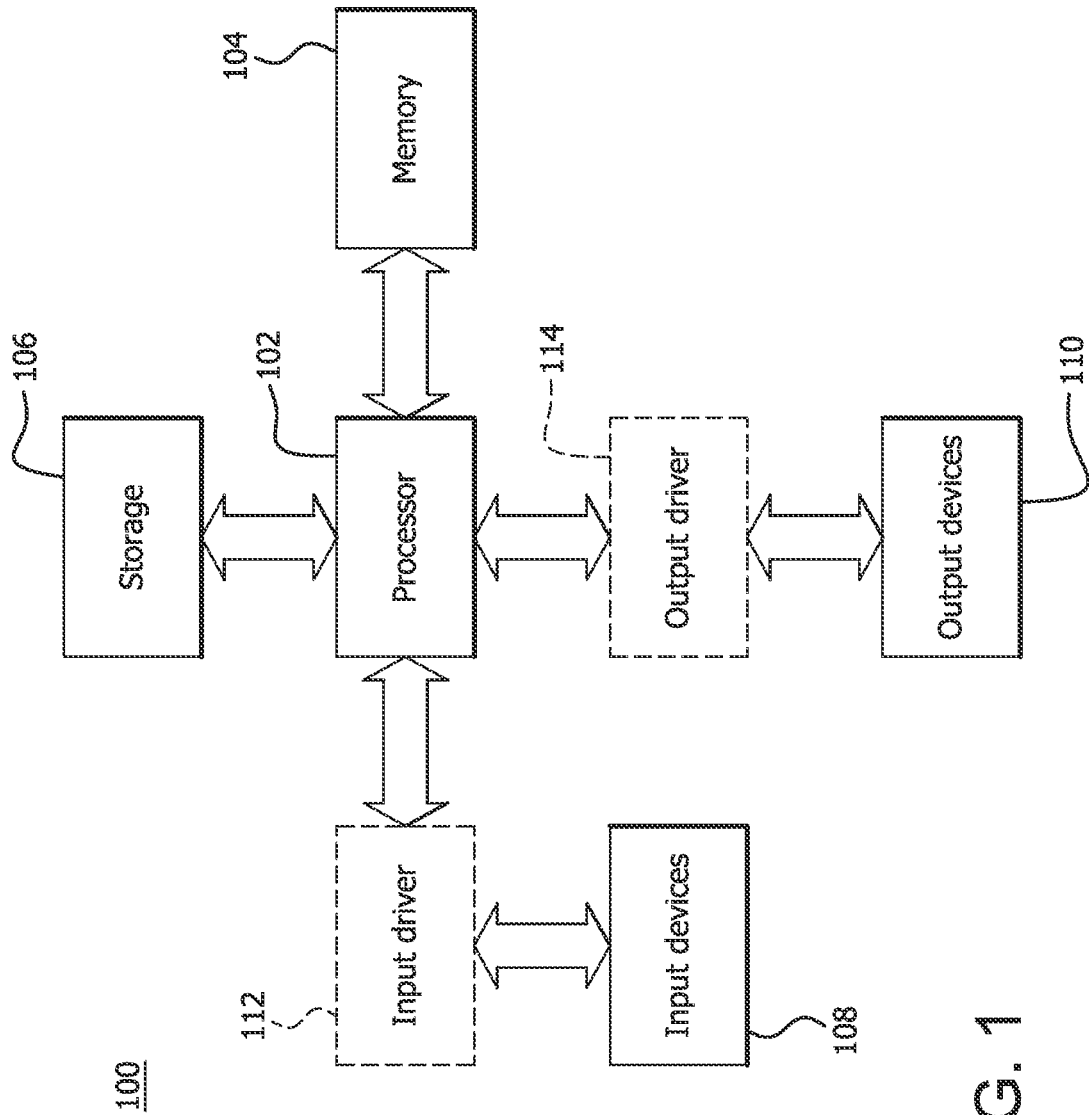 106
100
Storage
112
102
104
Input driver
Processor
Memory
114
Input devices
Output driver
108
Output devices
G. 1
110